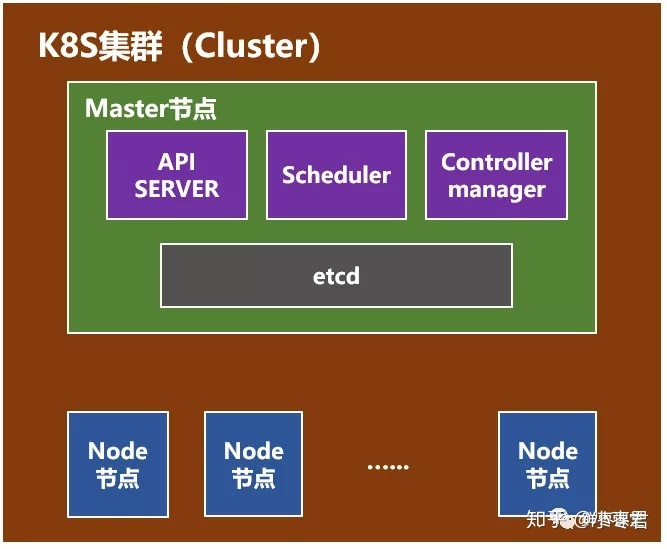 K8S集群（Cluster）
Master节点
API
SERVER
Scheduler
Controller
manager
etcd
Node
节点
Node
节点
......
Node
节点
知乎